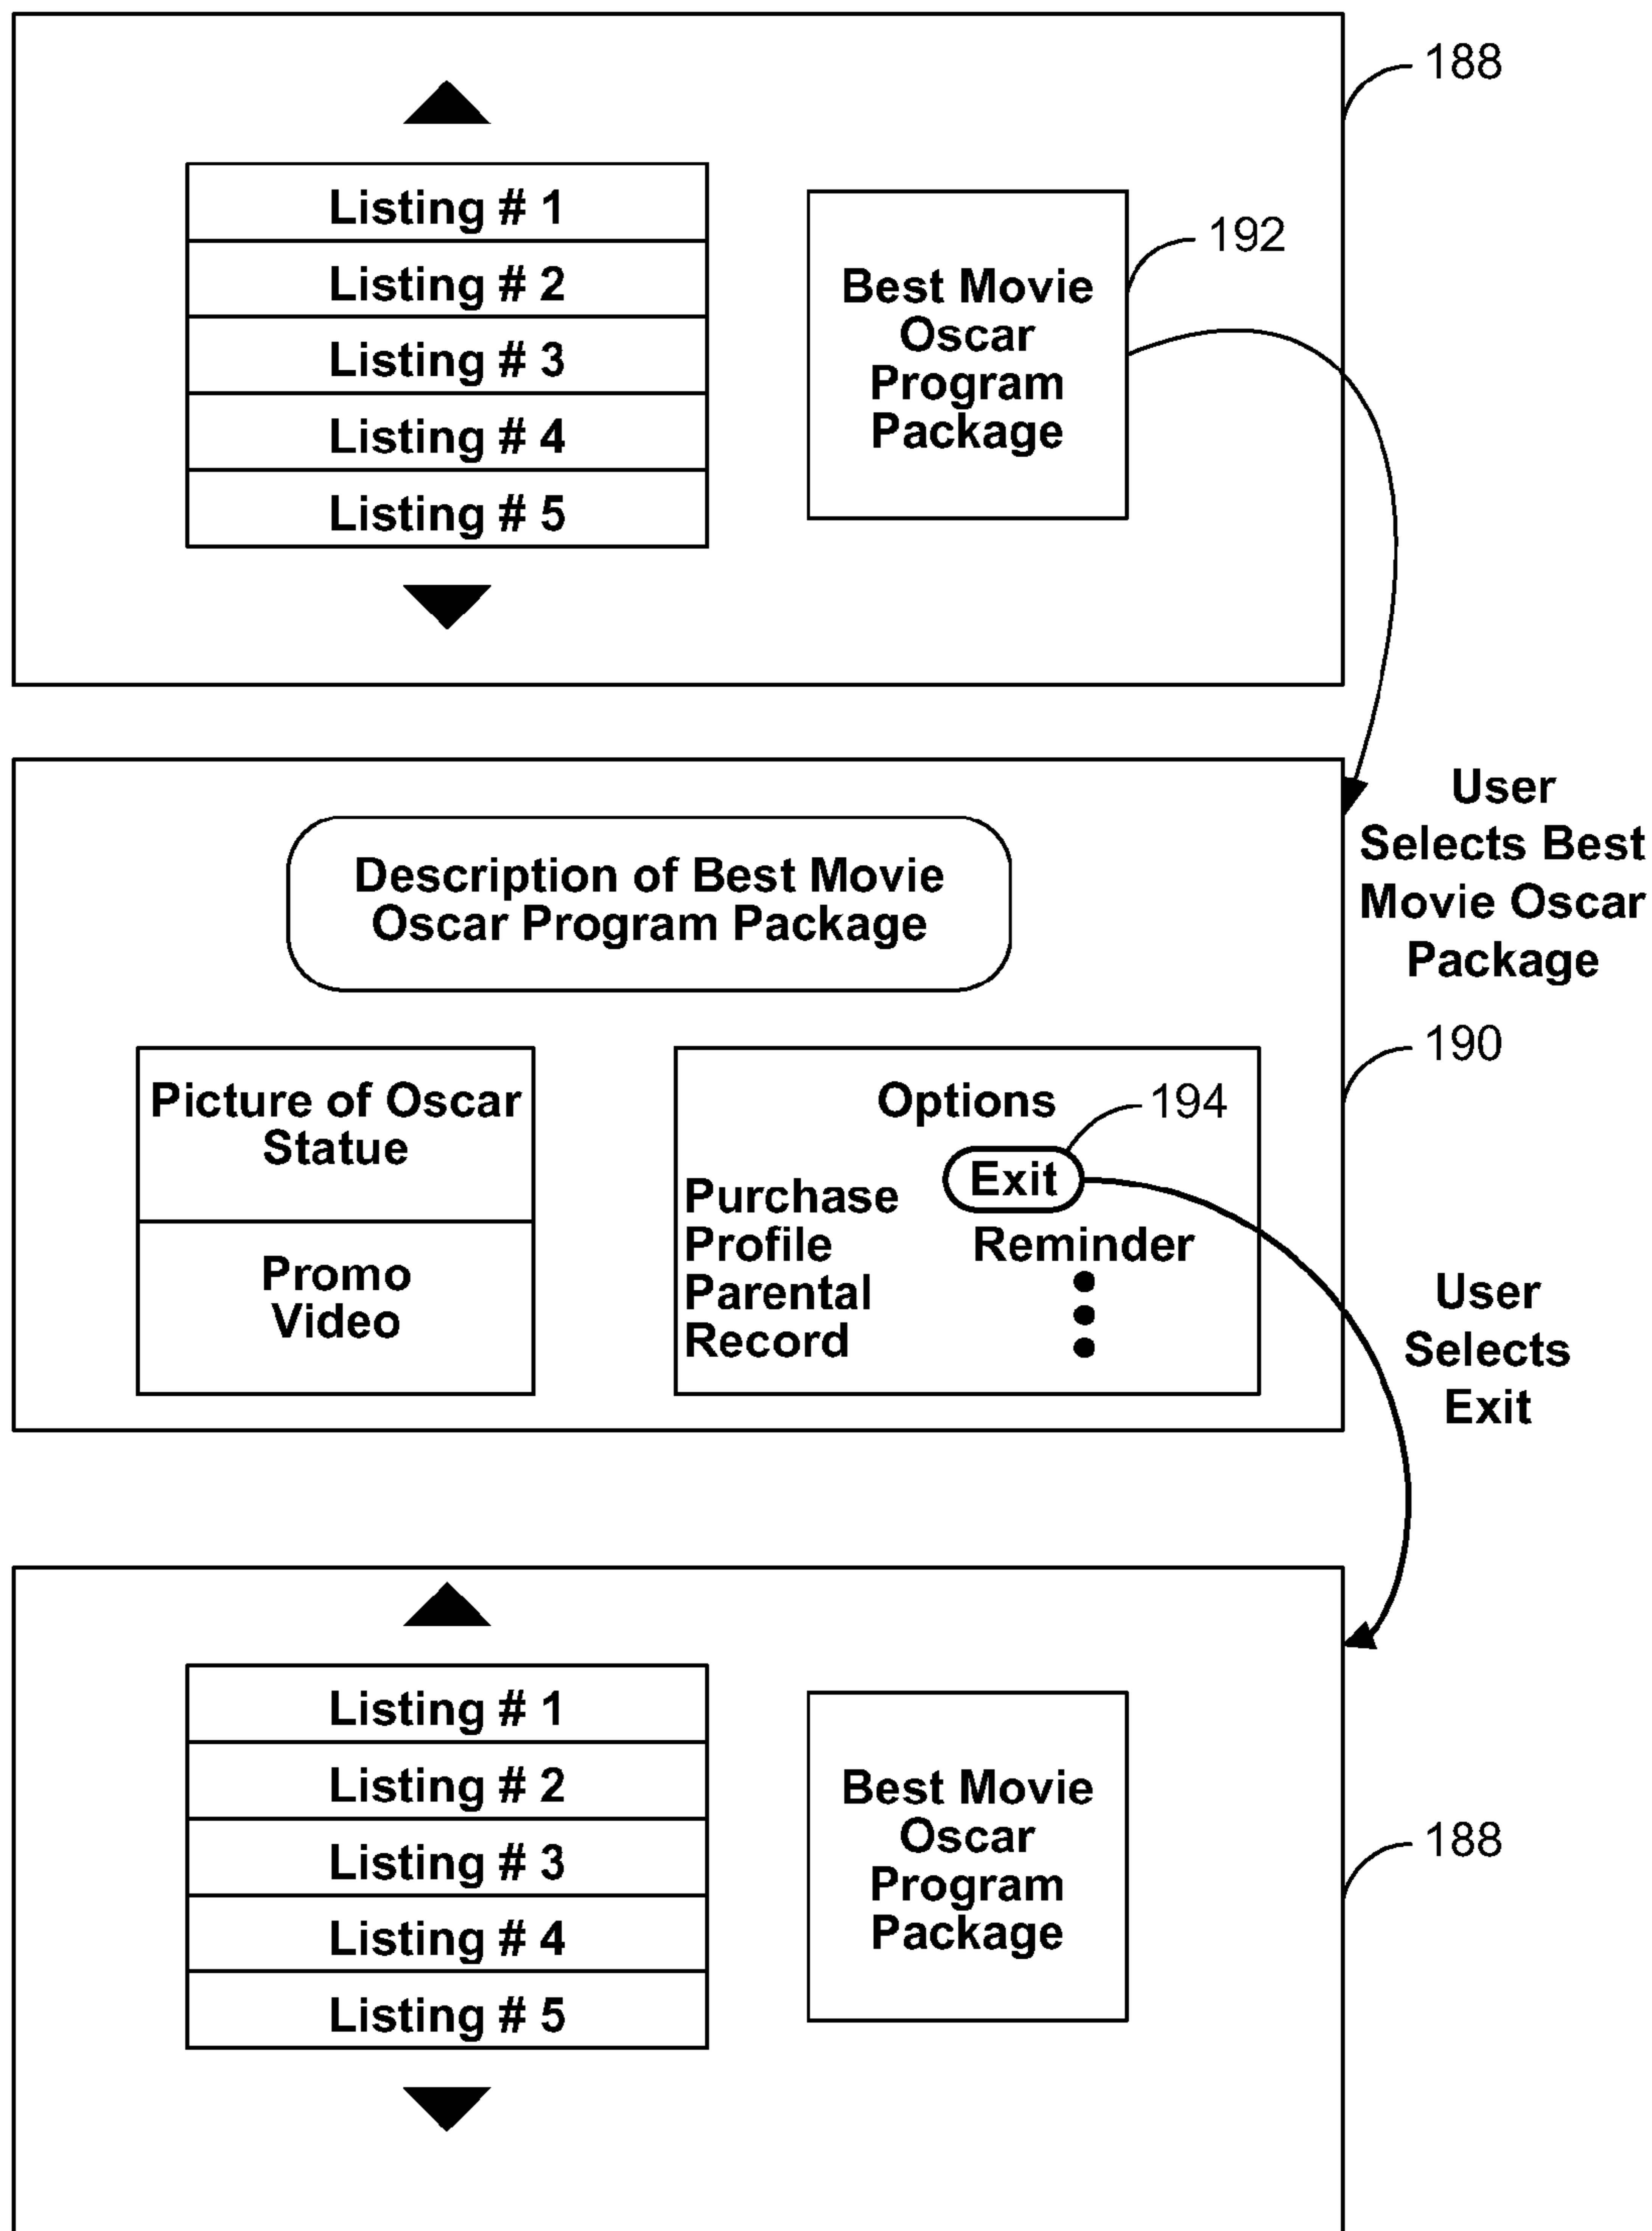 188
Listing # 1
Listing # 2
Listing # 3
Listing # 4
Listing # 5
192
Best Movie
Oscar
Program
Package
User
Selects Best
Movie Oscar
Package
Description of Best Movie
Oscar Program Package
190
Picture of Oscar
Statue
Promo
Video
Options
194
Exit
Purchase
Profile
Reminder
Parental
Record
User
Selects
Exit
Listing # 1
Listing # 2
Listing # 3
Listing # 4
Listing # 5
Best Movie
Oscar
Program
Package
188